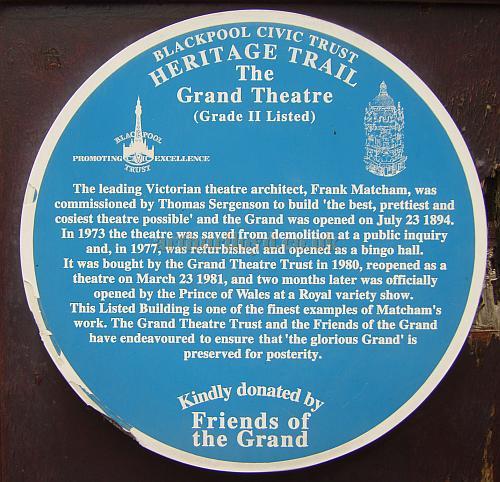 BLACKPOOL CIVIC TRUST
HERITAGE TRAIL
The
Grand Theatre
(Grade II Listed)
BLACKPOOL
PROMOTING CIVIC EXCELLENCE
TRUST
The leading Victorian theatre architect, Frank Matcham, was
commissioned by Thomas Sergenson to build 'the best, prettiest and
cosiest theatre possible' and the Grand was opened on July 23 1894.
In 1973 the theatre was saved from demolition at a public inquiry
and, in 1977, was refurbished and opened as a bingo hall.
It was bought by the Grand Theatre Trust in 1980, reopened as a
theatre on March 23 1981, and two months later was officially
opened by the Prince of Wales at a Royal variety show.
This Listed Building is one of the finest examples of Matcham's
work. The Grand Theatre Trust and the Friends of the Grand
have endeavoured to ensure that 'the glorious Grand' is
preserved for posterity.
Kindly donated by
Friends of
the Grand